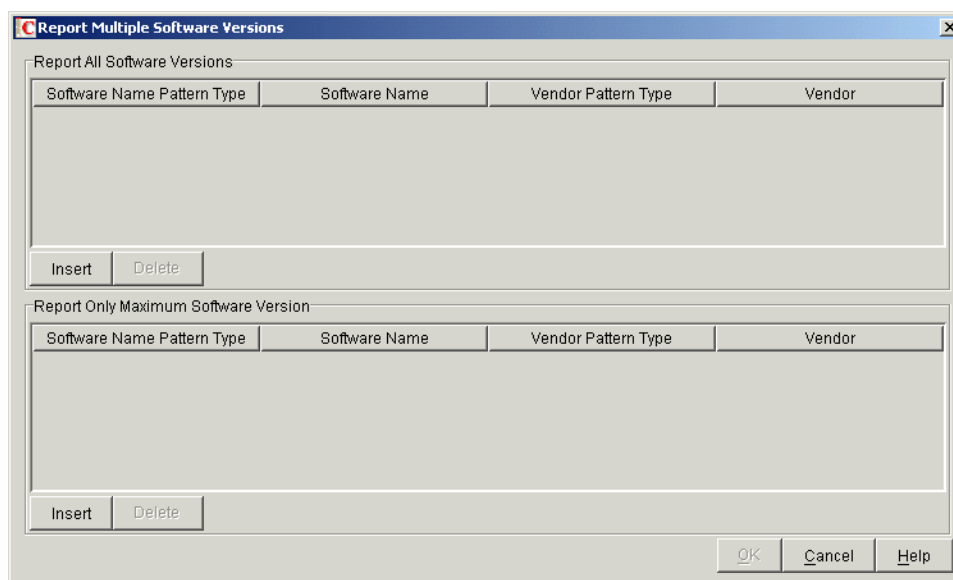 Report Multiple Software Versions
Report All Software Versions
Software Name Pattern Type Software Name Vendor Pattern Type Vendor
Insert Delete
Report Only Maximum Software Version
Software Name Pattern Type Software Name Vendor Pattern Type Vendor
Insert Delete
OK Cancel Help